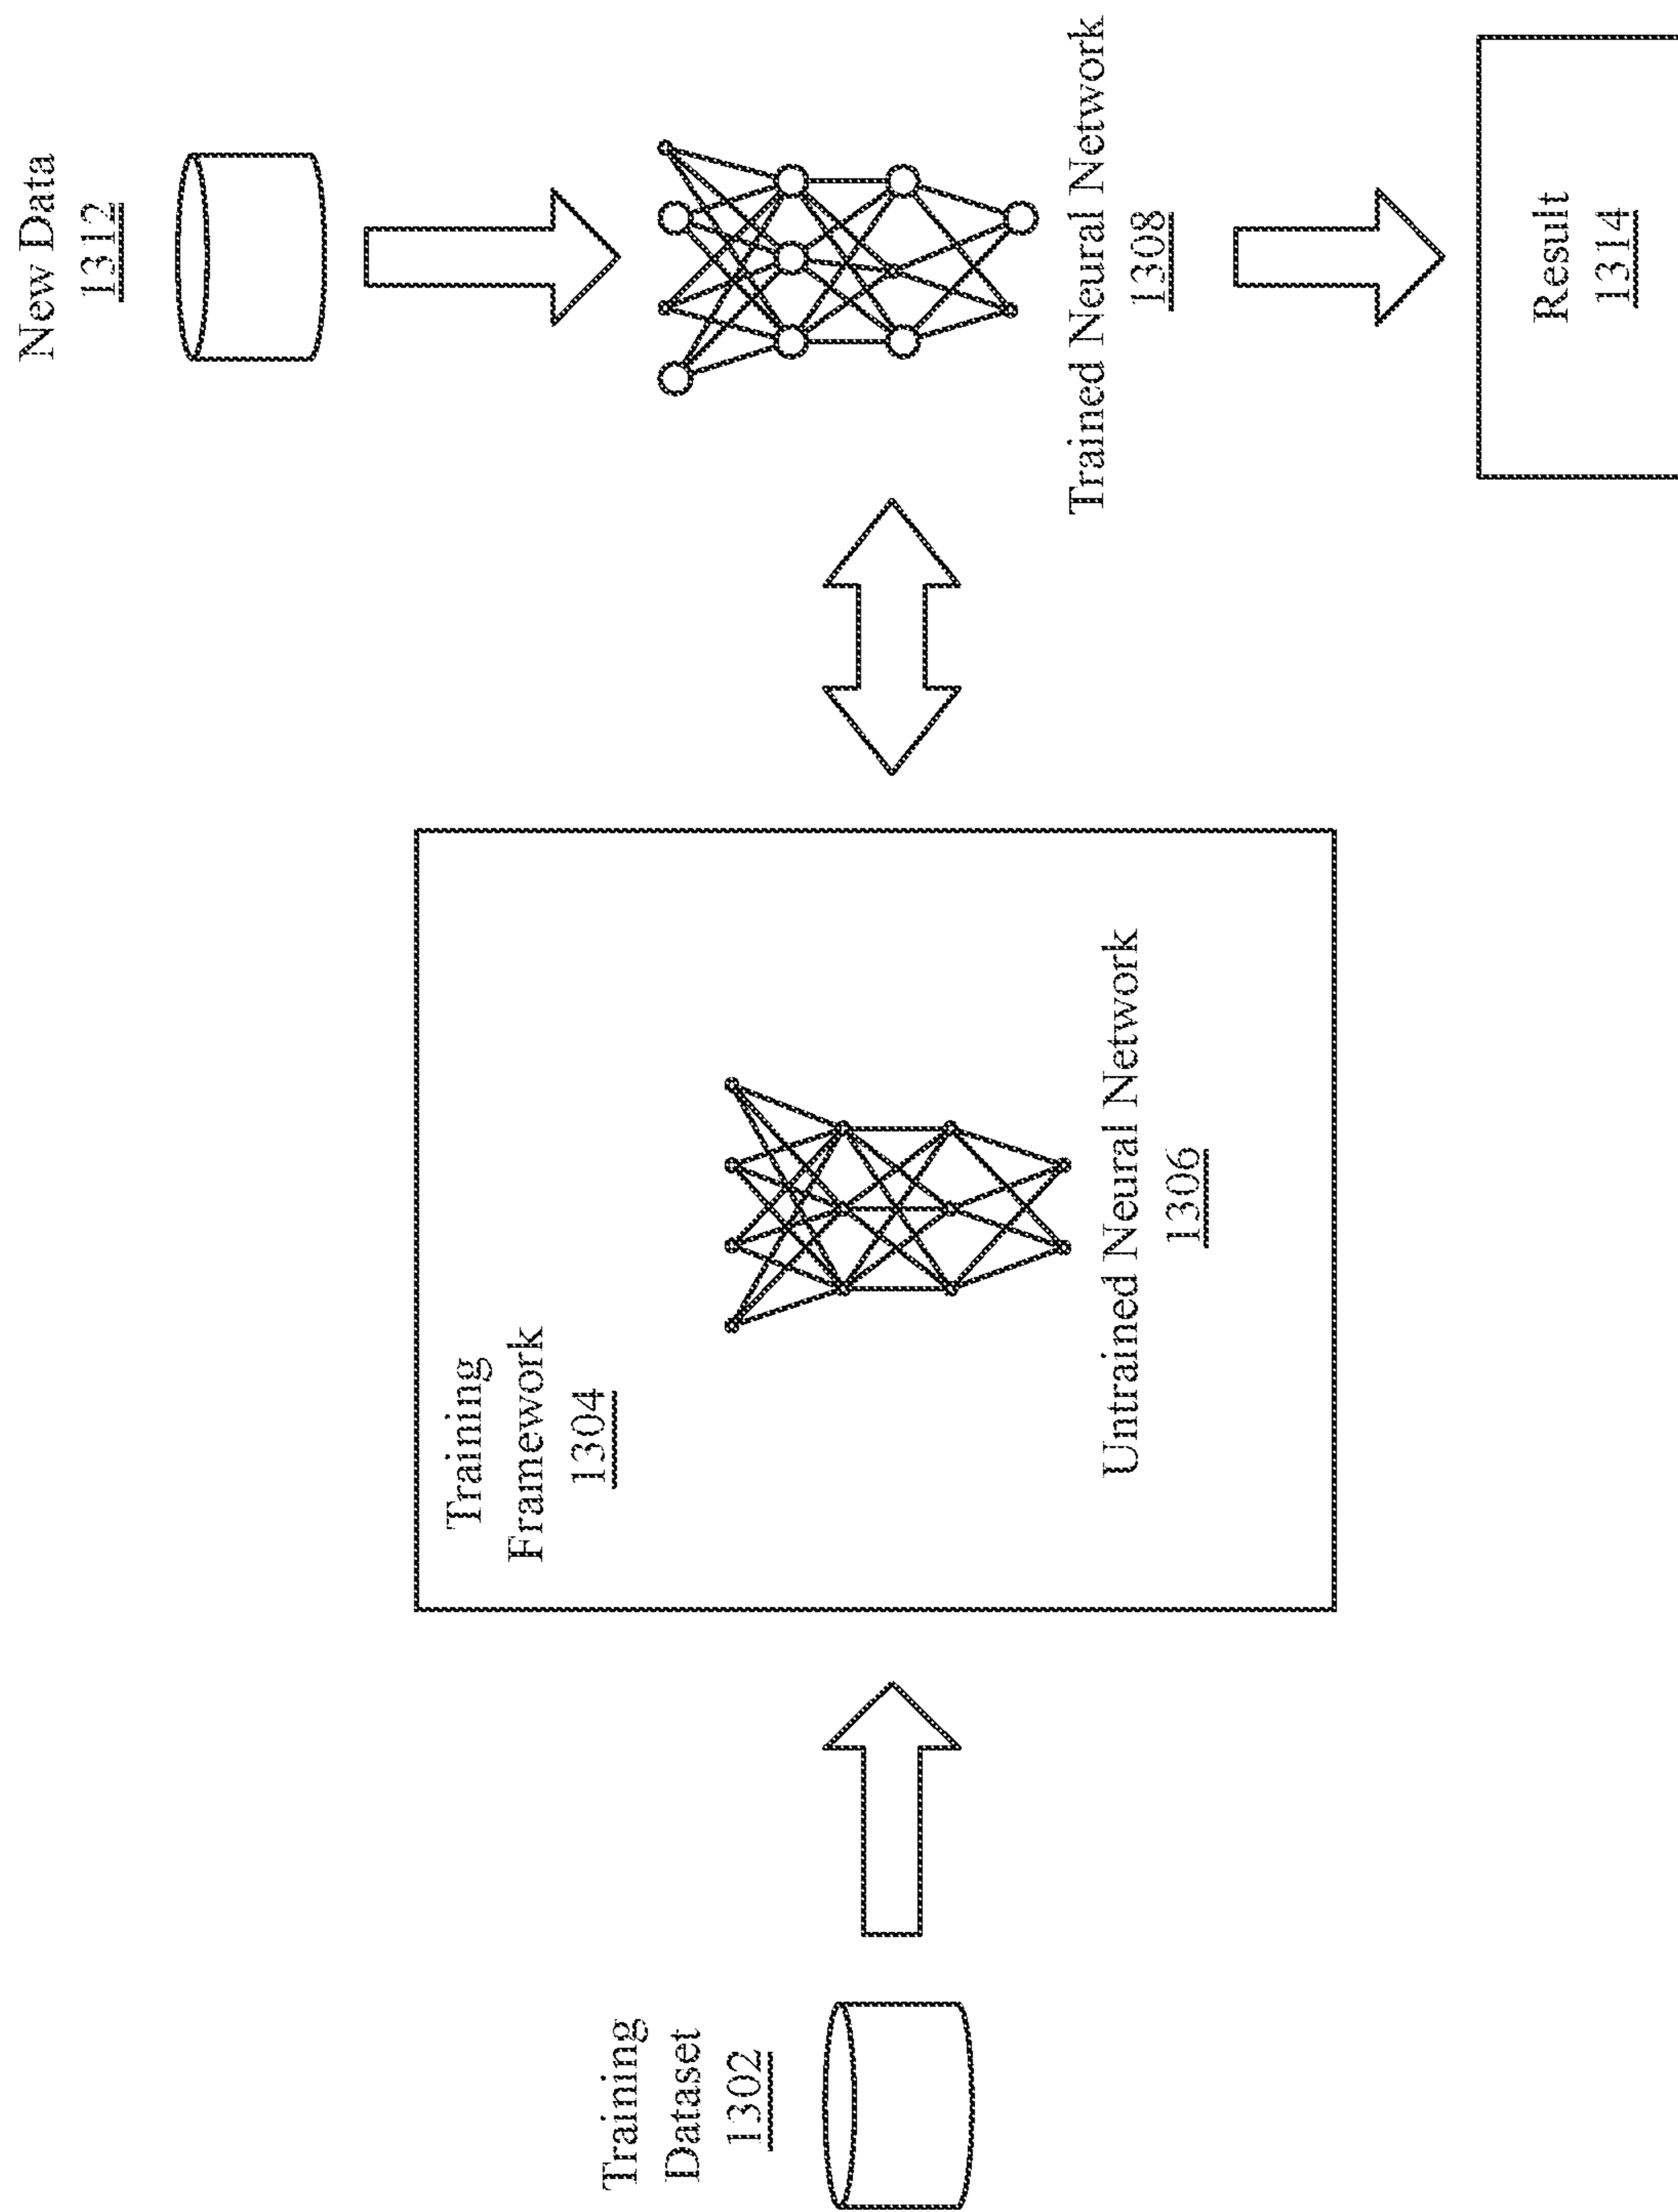 Training
Dataset
1302
Training
Framework
1304
Untrained Neural Network
1306
New Data
1312
Trained Neural Network
1308
Result
1314